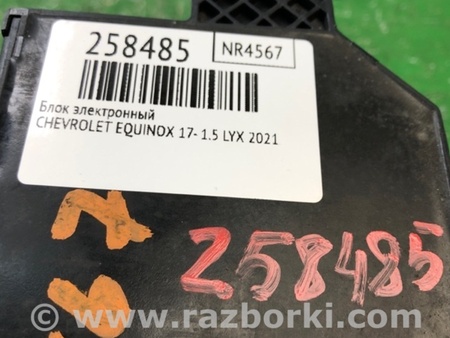 258485
NR4567
Блок электронный
CHEVROLET EQUINOX 17- 1.5 LYX 2021
258485
www.razborki.com